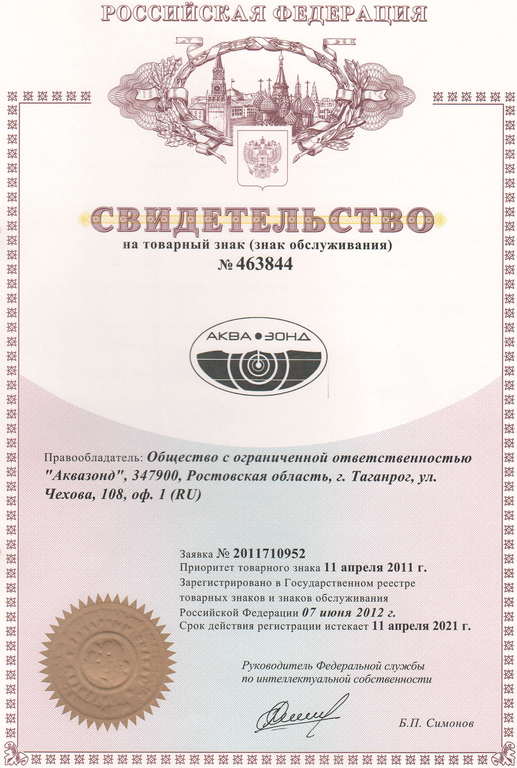 РОССИЙСКАЯ ФЕДЕРАЦИЯ
СВИДЕТЕЛЬСТВО
на товарный знак (знак обслуживания)
№ 463844
АКВА•ЗОНД
Правообладатель: Общество с ограниченной ответственностью
"Аквазонд", 347900, Ростовская область, г. Таганрог, ул.
Чехова, 108, оф. 1 (RU)
Заявка № 2011710952
Приоритет товарного знака 11 апреля 2011 г.
Зарегистрировано в Государственном реестре
товарных знаков и знаков обслуживания
Российской Федерации 07 июня 2012 г.
Срок действия регистрации истекает 11 апреля 2021 г.
Руководитель Федеральной службы
по интеллектуальной собственности
Б.П. Симонов